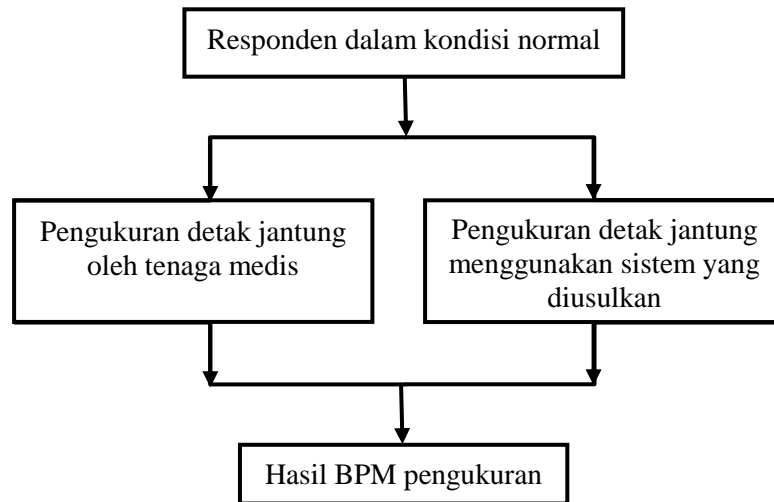 Responden dalam kondisi normal
Pengukuran detak jantung
oleh tenaga medis
Pengukuran detak jantung
menggunakan sistem yang
diusulkan
Hasil BPM pengukuran